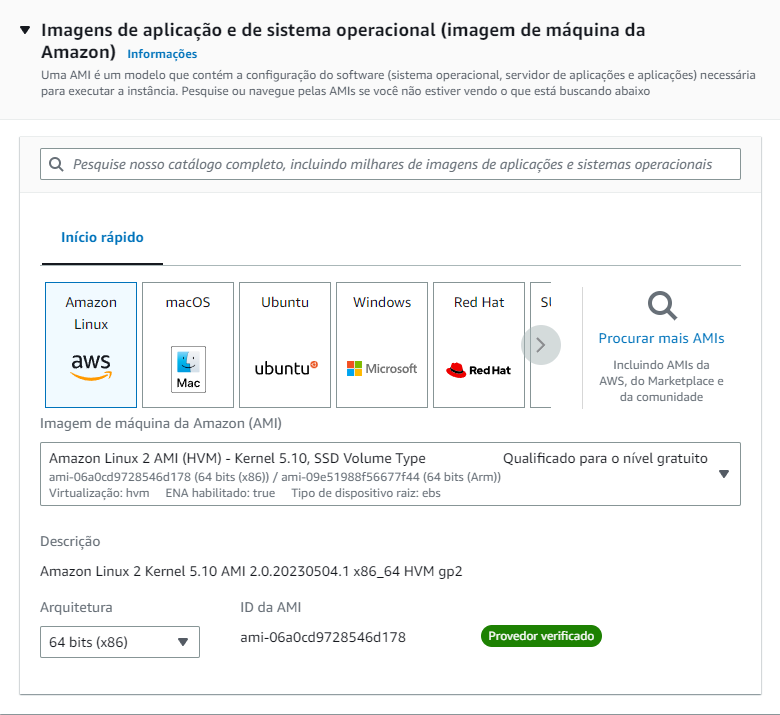 Imagens de aplicação e de sistema operacional (imagem de máquina da
Amazon) Informações
Uma AMI é um modelo que contém a configuração do software (sistema operacional, servidor de aplicações e aplicações) necessária
para executar a instância. Pesquise ou navegue pelas AMIs se você não estiver vendo o que está buscando abaixo
Pesquise nosso catálogo completo, incluindo milhares de imagens de aplicações e sistemas operacionais
Início rápido
Amazon
Linux
aws
macOS
Mac
Ubuntu
ubuntu
Windows
Microsoft
Red Hat
Red Hat
Procurar mais AMIs
Incluindo AMIs da
AWS, do Marketplace e
da comunidade
Imagem de máquina da Amazon (AMI)
Amazon Linux 2 AMI (HVM) - Kernel 5.10, SSD Volume Type Qualificado para o nível gratuito
ami-06a0cd9728546d178 (64 bits (x86)) / ami-09e51988f56677f44 (64 bits (Arm))
Virtualização: hvm ENA habilitado: true Tipo de dispositivo raiz: ebs
Descrição
Amazon Linux 2 Kernel 5.10 AMI 2.0.20230504.1 x86_64 HVM gp2
Arquitetura
64 bits (x86)
ID da AMI
ami-06a0cd9728546d178
Provedor verificado